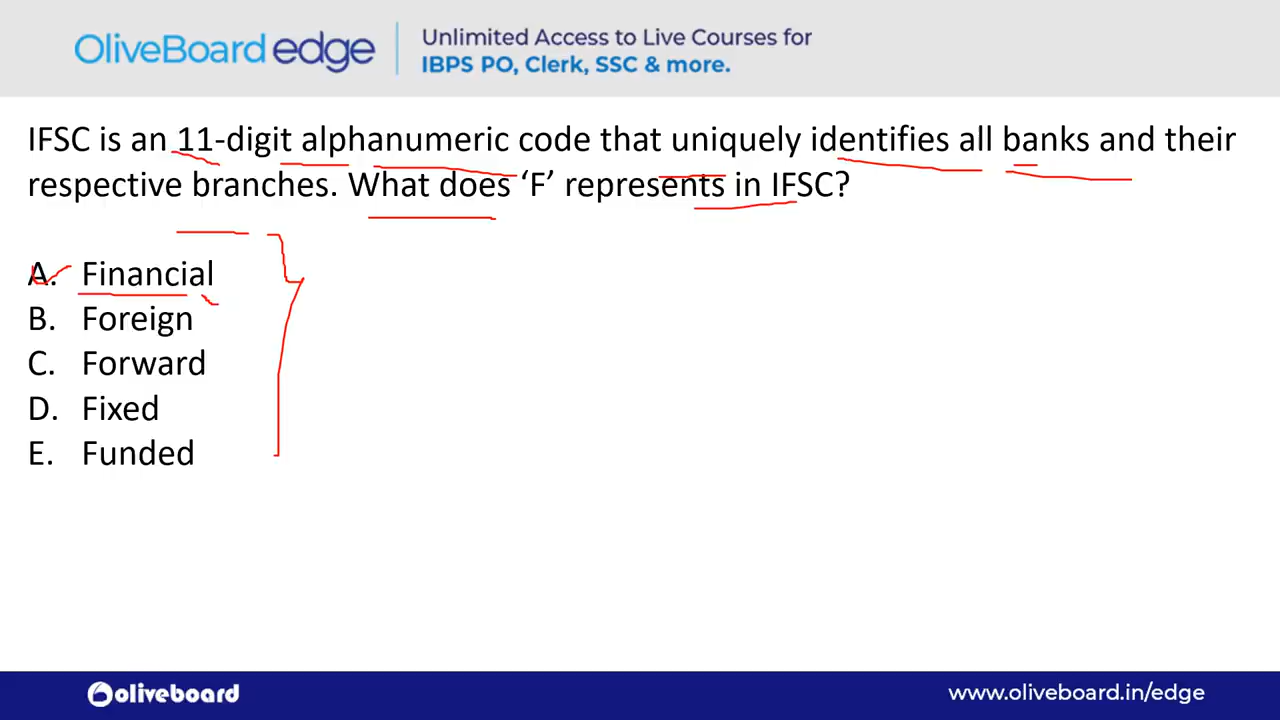 OliveBoard edge
Unlimited Access to Live Courses for
IBPS PO, Clerk, SSC & more.
IFSC is an 11-digit alphanumeric code that uniquely identifies all banks and their
respective branches. What does ‘F’ represents in IFSC?
A. Financial
B. Foreign
C. Forward
D. Fixed
E. Funded
oliveboard
www.oliveboard.in/edge